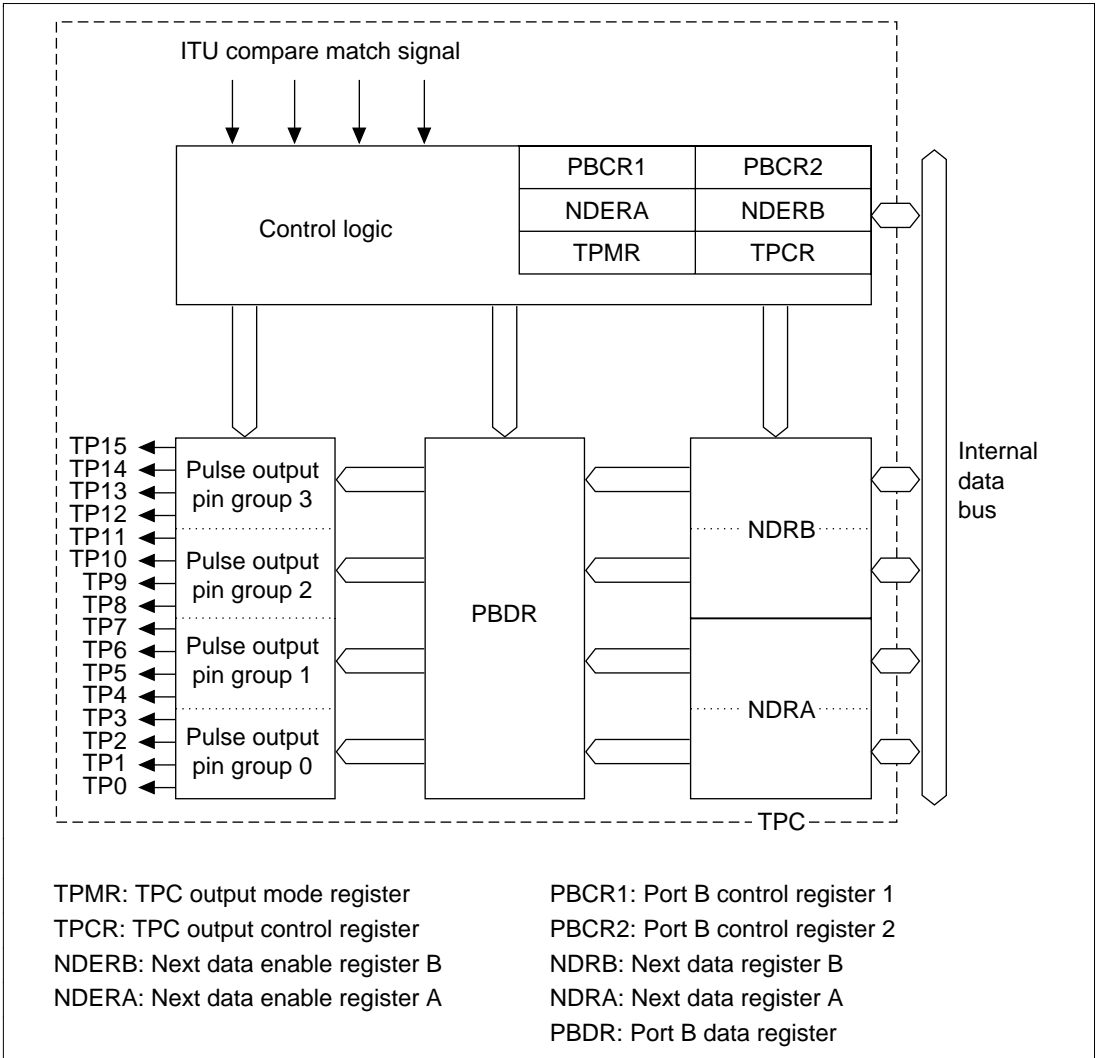 ITU compare match signal
PBCR1 PBCR2
Control logic
NDERA NDERB
TPMR TPCR
TP15
TP14
TP13
TP12
TP11
TP10
TP9
TP8
TP7
TP6
TP5
TP4
TP3
TP2
TP1
TP0
Pulse output
pin group 3
Pulse output
pin group 2
Pulse output
pin group 1
Pulse output
pin group 0
PBDR
NDRB
NDRA
Internal
data
bus
TPC
TPMR: TPC output mode register
TPCR: TPC output control register
NDERB: Next data enable register B
NDERA: Next data enable register A
PBCR1: Port B control register 1
PBCR2: Port B control register 2
NDRB: Next data register B
NDRA: Next data register A
PBDR: Port B data register